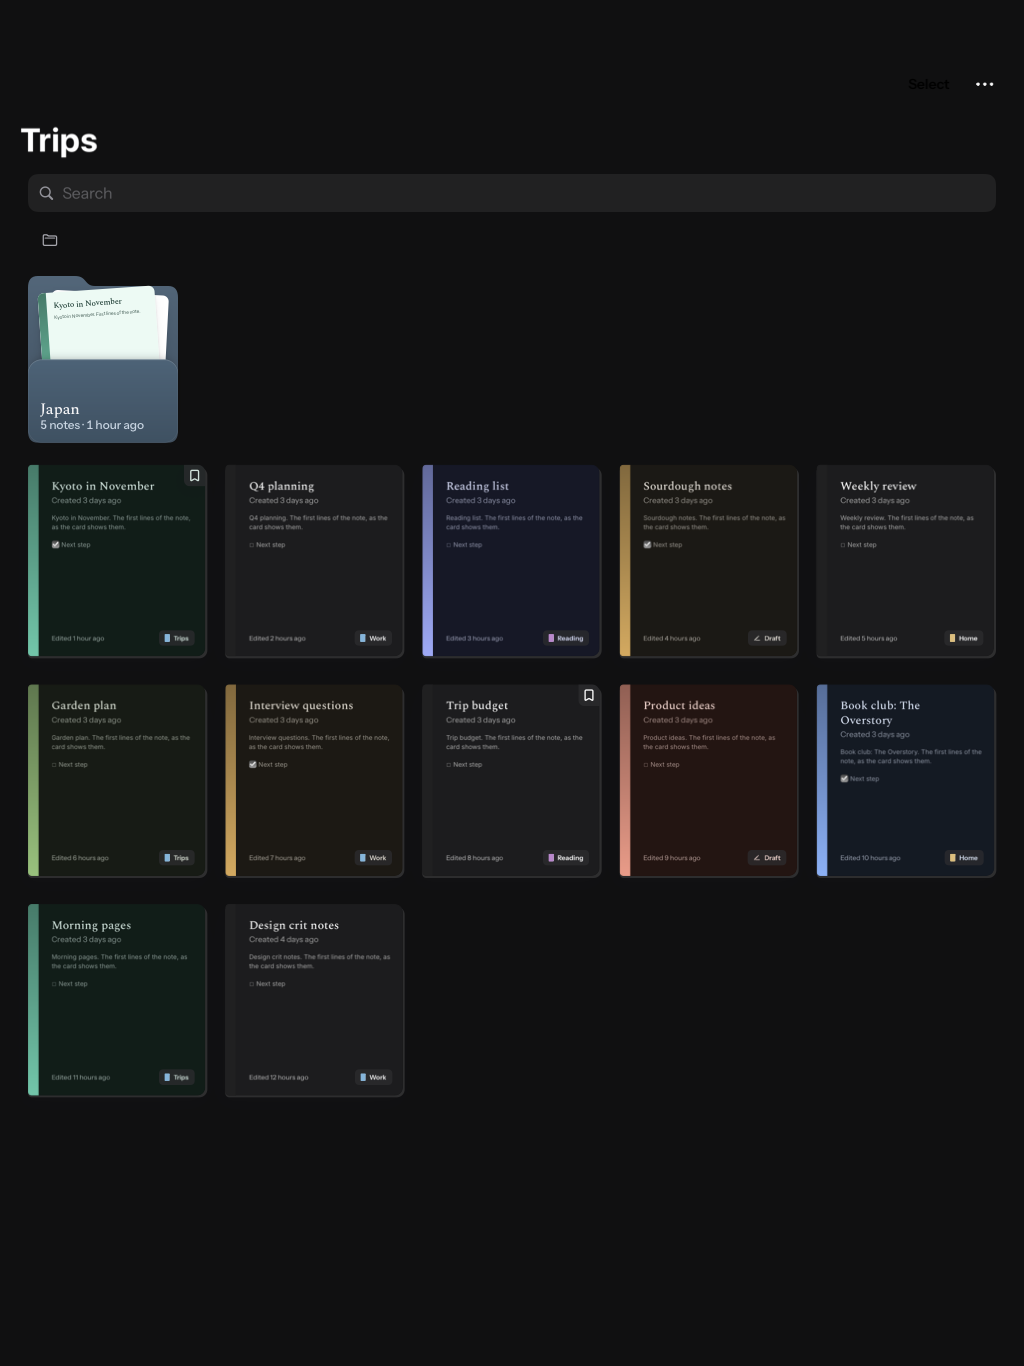 Select
Trips
Search
Kyoto in November
Kyoto in November. First lines of the note.
Japan
5 notes · 1 hour ago
Kyoto in November
Created 3 days ago
Kyoto in November. The first lines of the note,
as the card shows them.
Next step
Edited 1 hour ago
Trips
Q4 planning
Created 3 days ago
Q4 planning. The first lines of the note, as the
card shows them.
Next step
Edited 2 hours ago
Work
Reading list
Created 3 days ago
Reading list. The first lines of the note, as the
card shows them.
Next step
Edited 3 hours ago
Reading
Sourdough notes
Created 3 days ago
Sourdough notes. The first lines of the note, as
the card shows them.
Next step
Edited 4 hours ago
Draft
Weekly review
Created 3 days ago
Weekly review. The first lines of the note, as
the card shows them.
Next step
Edited 5 hours ago
Home
Garden plan
Created 3 days ago
Garden plan. The first lines of the note, as the
card shows them.
Next step
Edited 6 hours ago
Trips
Interview questions
Created 3 days ago
Interview questions. The first lines of the note,
as the card shows them.
Next step
Edited 7 hours ago
Work
Trip budget
Created 3 days ago
Trip budget. The first lines of the note, as the
card shows them.
Next step
Edited 8 hours ago
Reading
Product ideas
Created 3 days ago
Product ideas. The first lines of the note, as
the card shows them.
Next step
Edited 9 hours ago
Draft
Book club: The
Overstory
Created 3 days ago
Book club: The Overstory. The first lines of the
note, as the card shows them.
Next step
Edited 10 hours ago
Home
Morning pages
Created 3 days ago
Morning pages. The first lines of the note, as
the card shows them.
Next step
Edited 11 hours ago
Trips
Design crit notes
Created 4 days ago
Design crit notes. The first lines of the note, as
the card shows them.
Next step
Edited 12 hours ago
Work